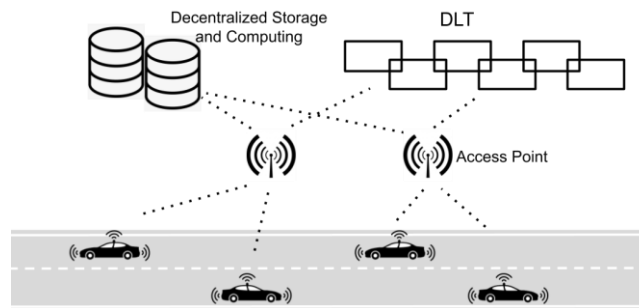 Decentralized Storage
and Computing
DLT
Access Point